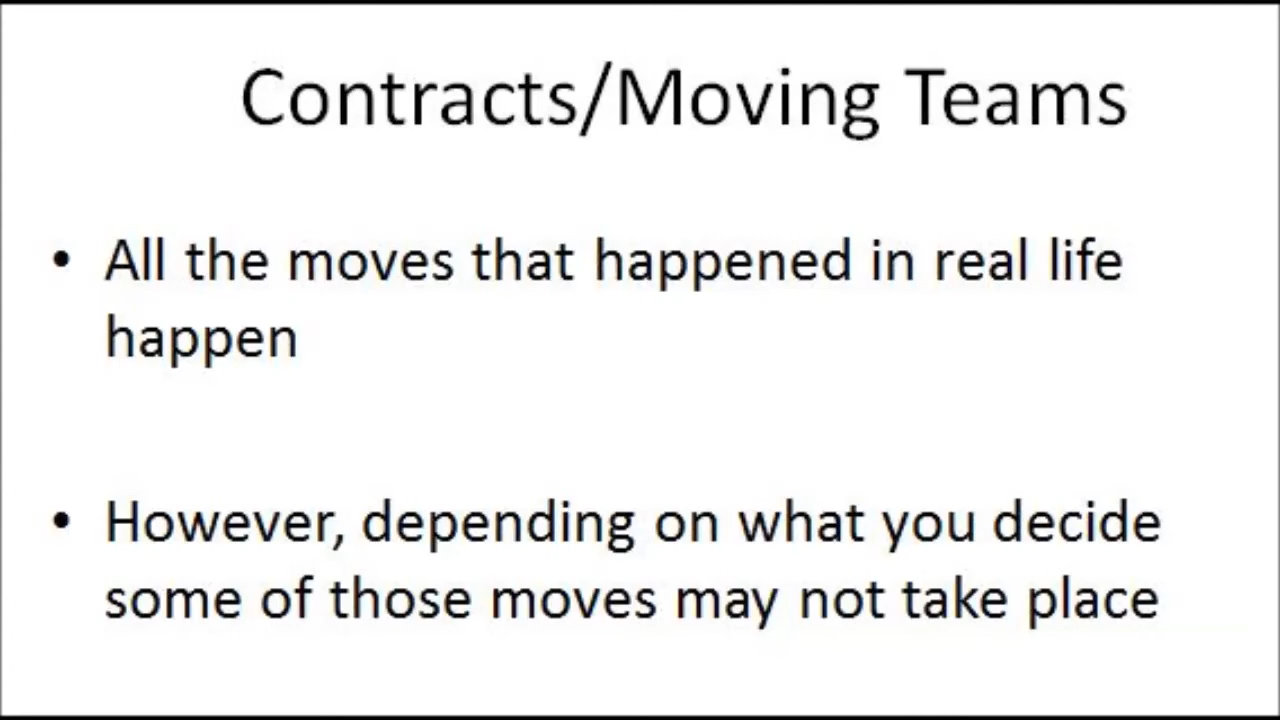 Contracts/Moving Teams
• All the moves that happened in real life
happen
• However, depending on what you decide
some of those moves may not take place